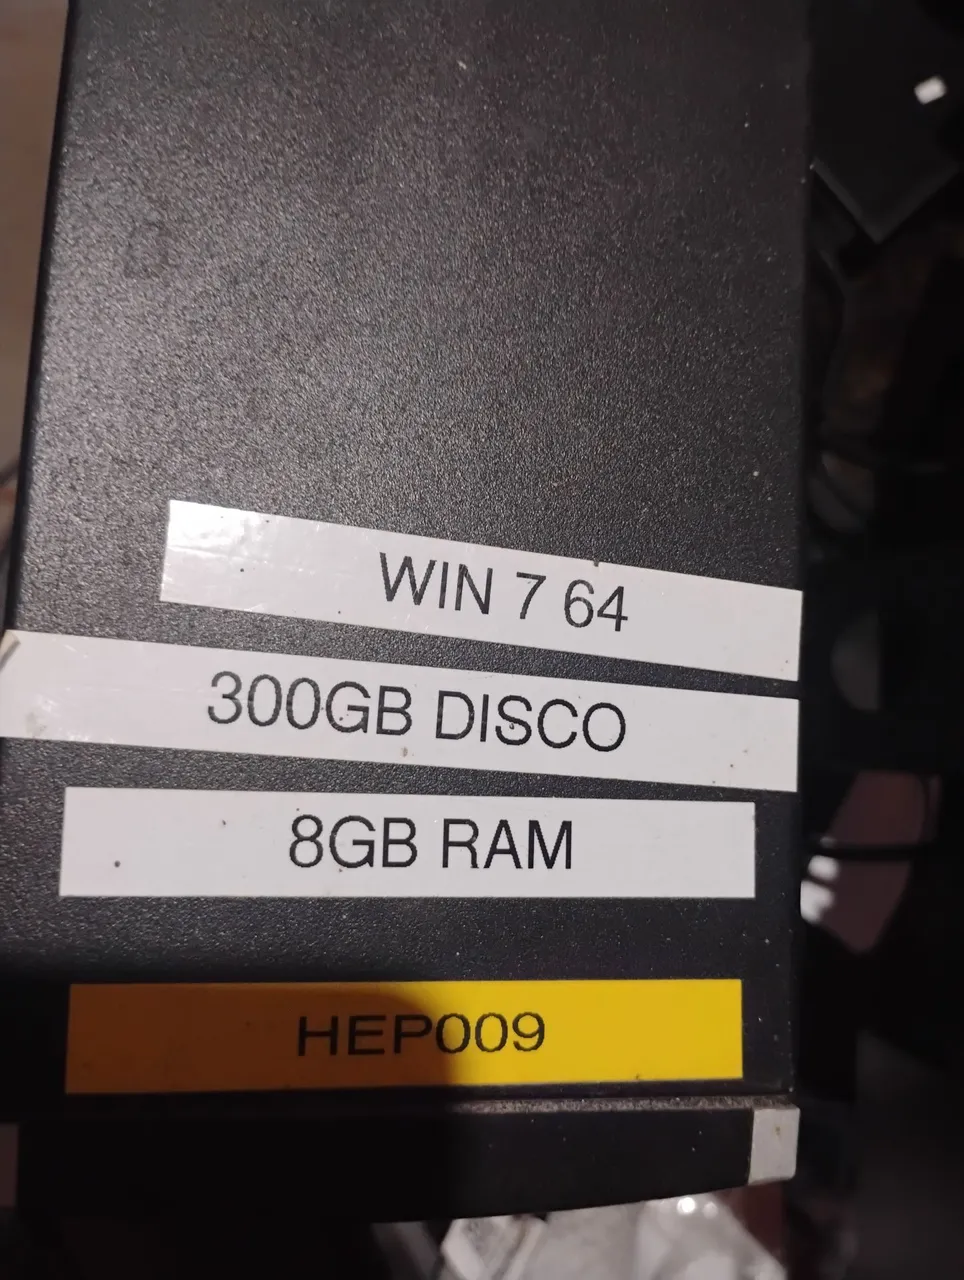 WIN 7 64
300GB DISCO
8GB RAM
HEP009